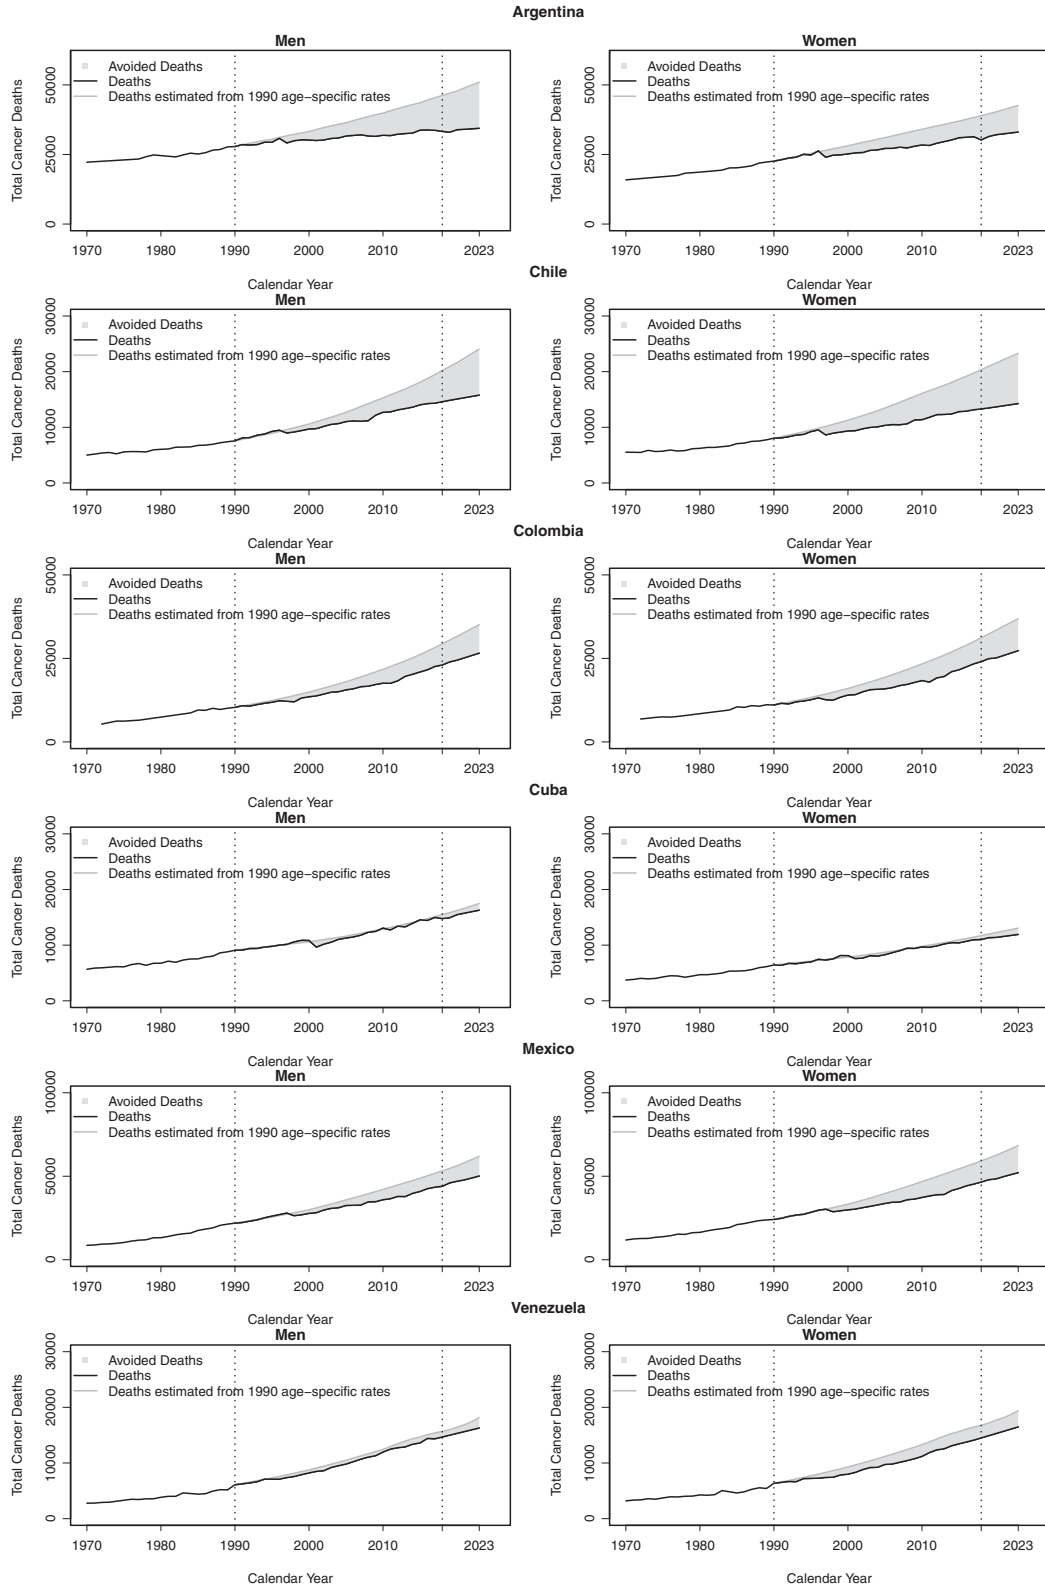 Argentina
Men
Total Cancer Deaths
50000
25000
0
Avoided Deaths
Deaths
Deaths estimated from 1990 age−specific rates
1970 1980 1990 2000 2010 2023
Calendar Year
Women
Total Cancer Deaths
50000
25000
0
Avoided Deaths
Deaths
Deaths estimated from 1990 age−specific rates
1970 1980 1990 2000 2010 2023
Calendar Year
Chile
Men
Total Cancer Deaths
30000
20000
10000
0
Avoided Deaths
Deaths
Deaths estimated from 1990 age−specific rates
1970 1980 1990 2000 2010 2023
Calendar Year
Women
Total Cancer Deaths
30000
20000
10000
0
Avoided Deaths
Deaths
Deaths estimated from 1990 age−specific rates
1970 1980 1990 2000 2010 2023
Calendar Year
Colombia
Men
Total Cancer Deaths
50000
25000
0
Avoided Deaths
Deaths
Deaths estimated from 1990 age−specific rates
1970 1980 1990 2000 2010 2023
Calendar Year
Women
Total Cancer Deaths
50000
25000
0
Avoided Deaths
Deaths
Deaths estimated from 1990 age−specific rates
1970 1980 1990 2000 2010 2023
Calendar Year
Cuba
Men
Total Cancer Deaths
30000
20000
10000
0
Avoided Deaths
Deaths
Deaths estimated from 1990 age−specific rates
1970 1980 1990 2000 2010 2023
Calendar Year
Women
Total Cancer Deaths
30000
20000
10000
0
Avoided Deaths
Deaths
Deaths estimated from 1990 age−specific rates
1970 1980 1990 2000 2010 2023
Calendar Year
Mexico
Men
Total Cancer Deaths
100000
50000
0
Avoided Deaths
Deaths
Deaths estimated from 1990 age−specific rates
1970 1980 1990 2000 2010 2023
Calendar Year
Women
Total Cancer Deaths
100000
50000
0
Avoided Deaths
Deaths
Deaths estimated from 1990 age−specific rates
1970 1980 1990 2000 2010 2023
Calendar Year
Venezuela
Men
Total Cancer Deaths
30000
20000
10000
0
Avoided Deaths
Deaths
Deaths estimated from 1990 age−specific rates
1970 1980 1990 2000 2010 2023
Calendar Year
Women
Total Cancer Deaths
30000
20000
10000
0
Avoided Deaths
Deaths
Deaths estimated from 1990 age−specific rates
1970 1980 1990 2000 2010 2023
Calendar Year